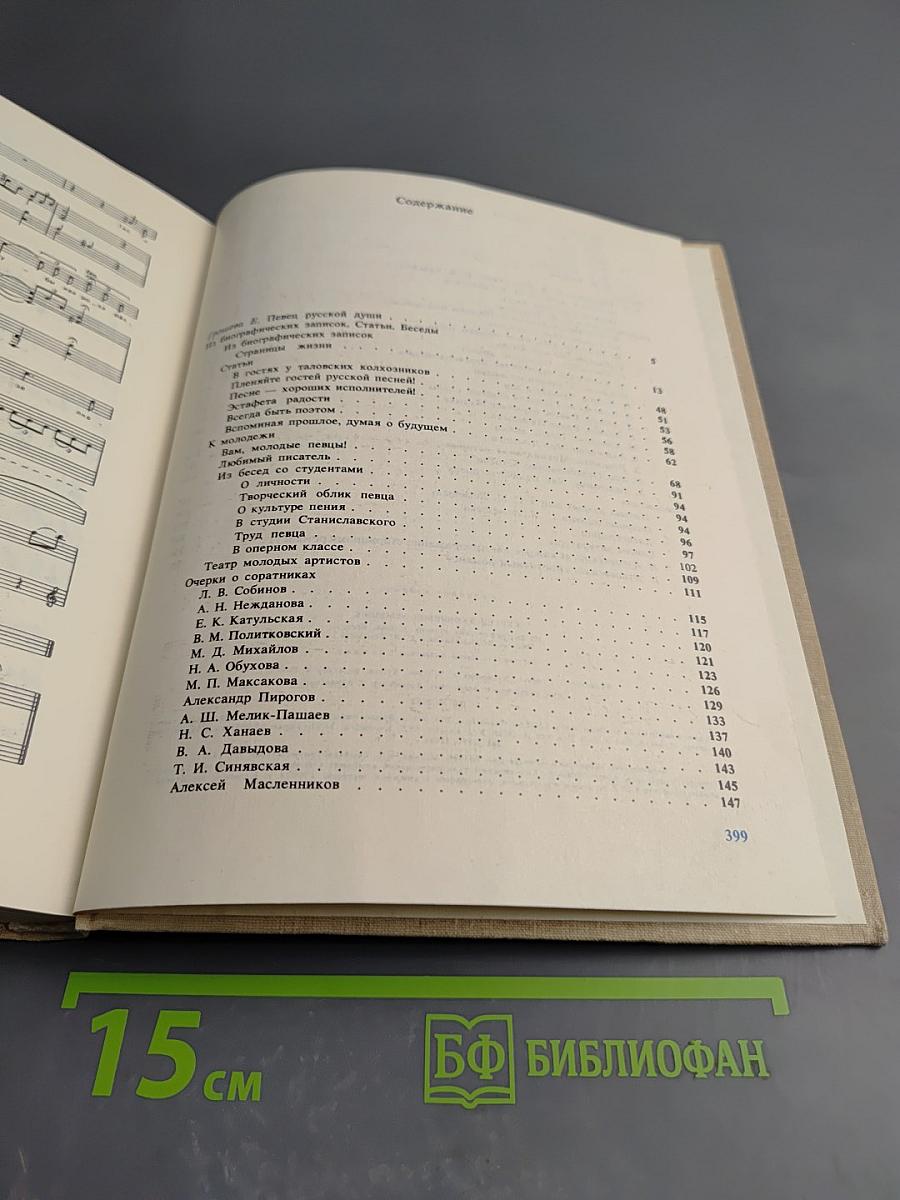 Содержание
Грошева Е. Певец русской души . . . 5
Из биографических записок. Статьи. Беседы
Из биографических записок
Страницы жизни . . . 13
Статьи
В гостях у таловских колхозников . . . 48
Пленяйте гостей русской песней! . . . 51
Песне — хороших исполнителей! . . . 53
Эстафета радости . . . 56
Всегда быть поэтом . . . 58
Вспоминая прошлое, думая о будущем . . . 62
К молодежи
Вам, молодые певцы! . . . 68
Любимый писатель . . . 91
Из бесед со студентами . . . 94
О личности . . . 94
Творческий облик певца . . . 94
О культуре пения . . . 96
В студии Станиславского . . . 97
Труд певца . . . 102
В оперном классе . . . 109
Театр молодых артистов . . . 111
Очерки о соратниках
Л. В. Собинов . . . 115
А. Н. Нежданова . . . 117
Е. К. Катульская . . . 120
В. М. Политковский . . . 121
М. Д. Михайлов . . . 123
Н. А. Обухова . . . 126
М. П. Максакова . . . 129
Александр Пирогов . . . 133
А. Ш. Мелик-Пашаев . . . 137
Н. С. Ханаев . . . 140
В. А. Давыдова . . . 143
Т. И. Синявская . . . 145
Алексей Масленников . . . 147
399
15 см
БФ БИБЛИОФАН